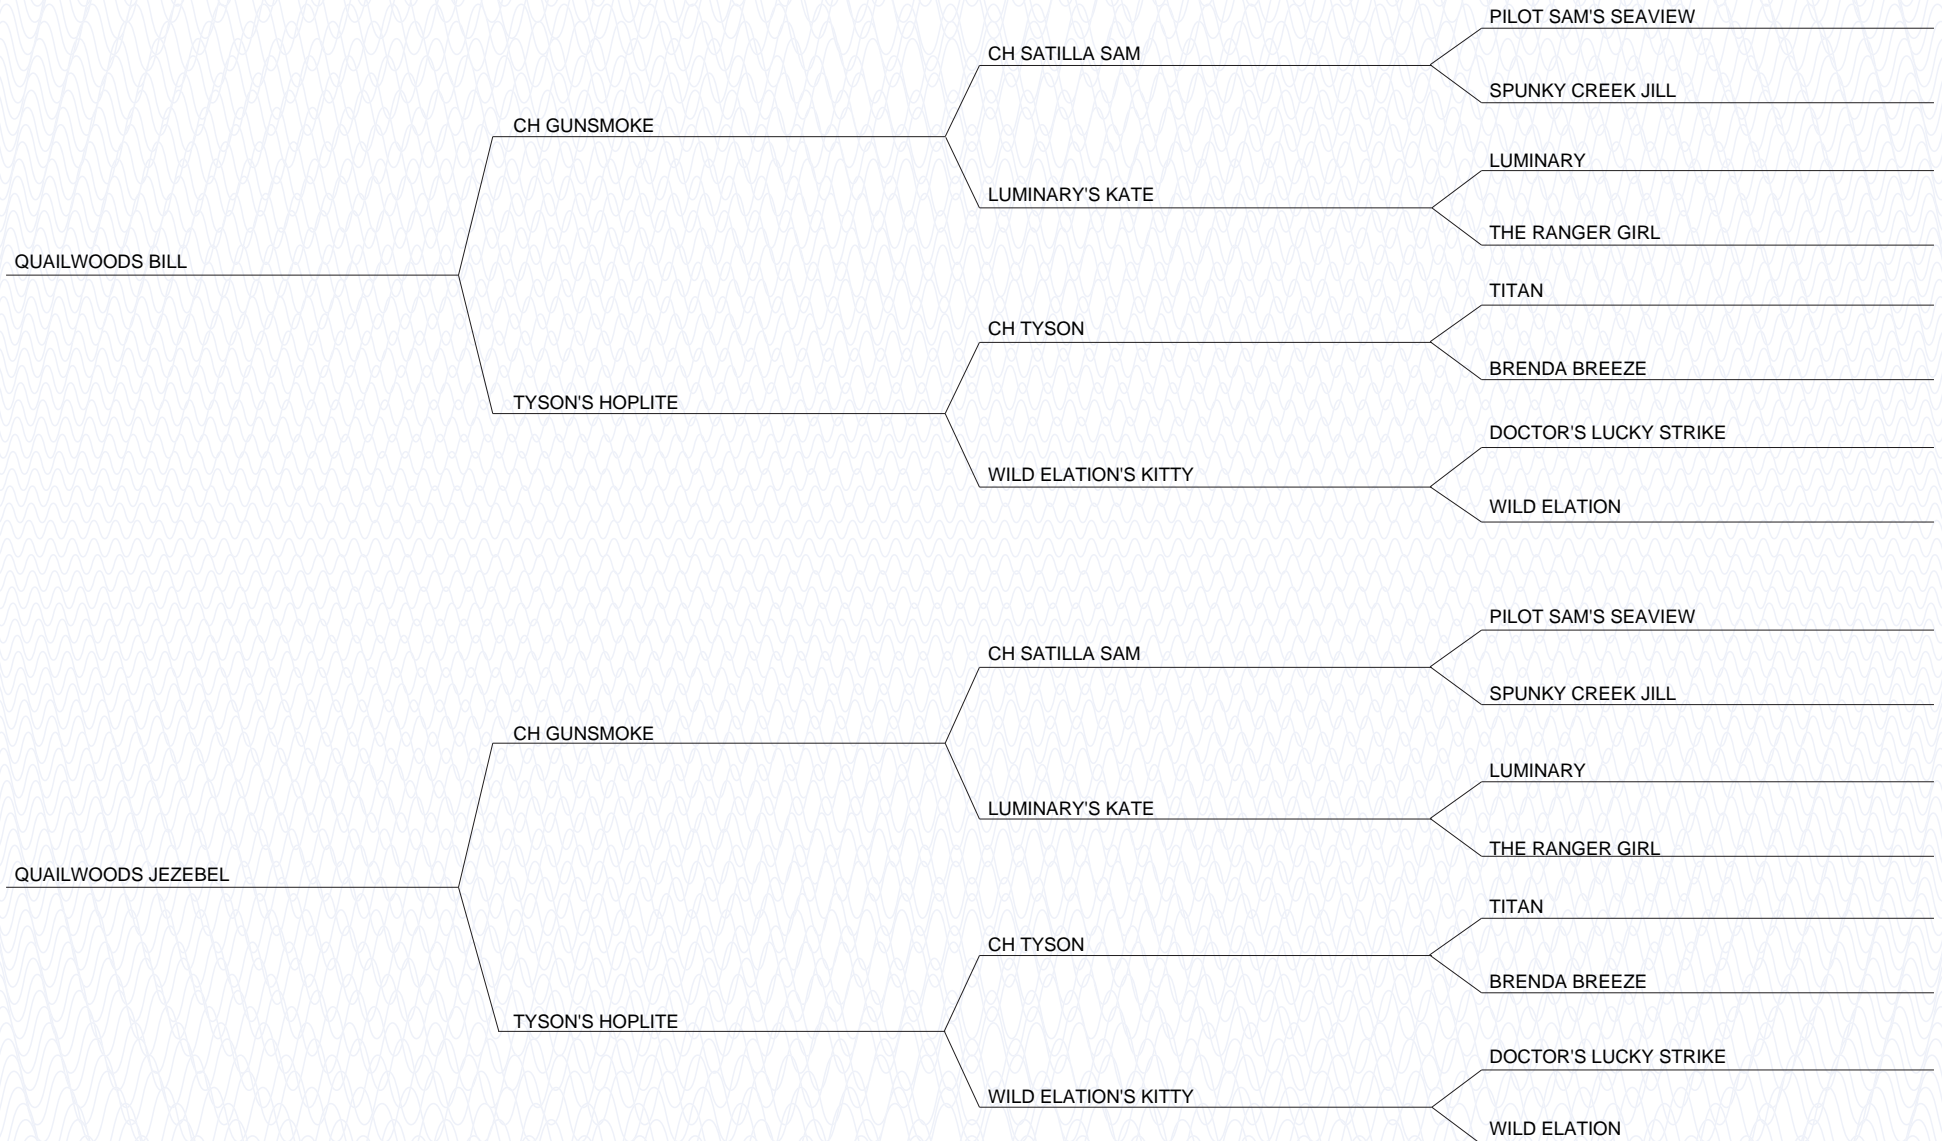 PILOT SAM'S SEAVIEW
CH SATILLA SAM
SPUNKY CREEK JILL
CH GUNSMOKE
LUMINARY
LUMINARY'S KATE
THE RANGER GIRL
QUAILWOODS BILL
TITAN
CH TYSON
BRENDA BREEZE
TYSON'S HOPLITE
DOCTOR'S LUCKY STRIKE
WILD ELATION'S KITTY
WILD ELATION
PILOT SAM'S SEAVIEW
CH SATILLA SAM
SPUNKY CREEK JILL
CH GUNSMOKE
LUMINARY
LUMINARY'S KATE
THE RANGER GIRL
QUAILWOODS JEZEBEL
TITAN
CH TYSON
BRENDA BREEZE
TYSON'S HOPLITE
DOCTOR'S LUCKY STRIKE
WILD ELATION'S KITTY
WILD ELATION